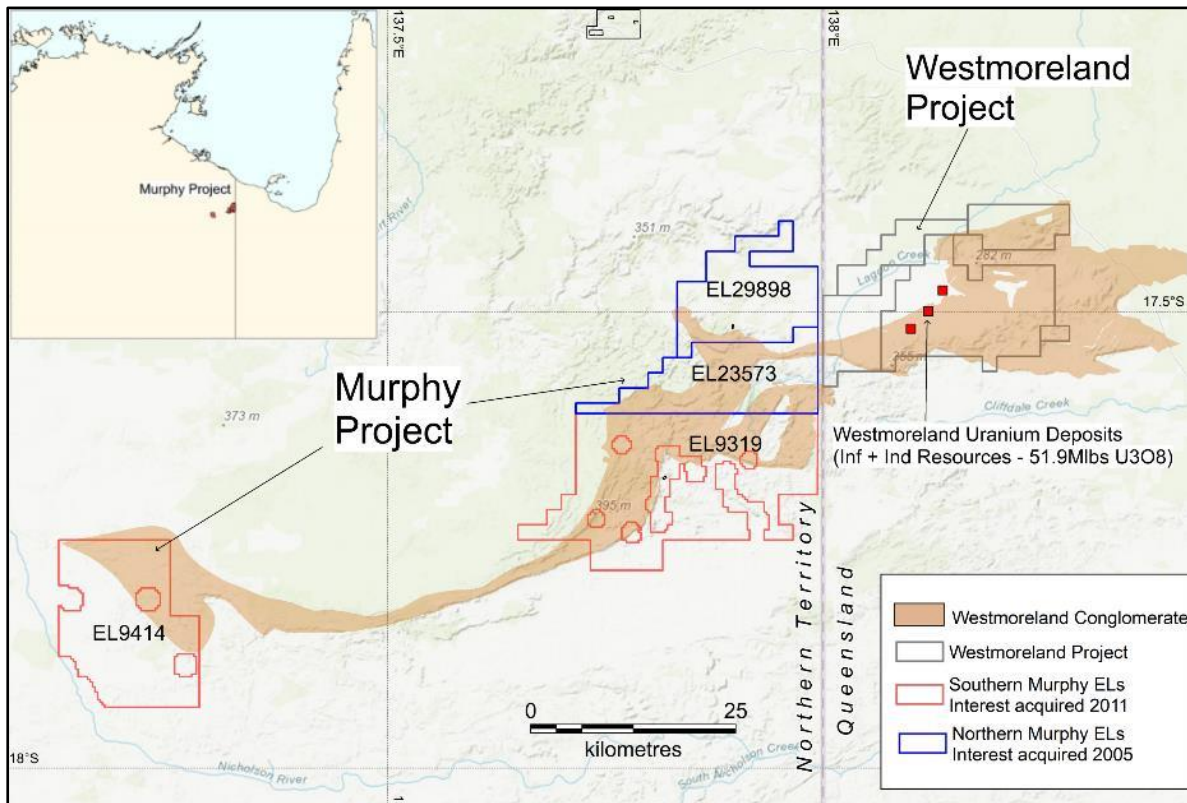 137.5°E
138°E
Murphy Project
Westmoreland
Project
351 m
Lagoon Creek
282 m
EL29898
17.5°S
Murphy
Project
EL23573
255 m
373 m
Cliffdale Creek
EL9319
Westmoreland Uranium Deposits
(Inf + Ind Resources - 51.9Mlbs U3O8)
395 m
Northern Territory
Queensland
EL9414
Westmoreland Conglomerate
Westmoreland Project
Southern Murphy ELs
Interest acquired 2011
Northern Murphy ELs
Interest acquired 2005
0 25
kilometres
18°S
Nicholson River
South Nicholson Creek
1